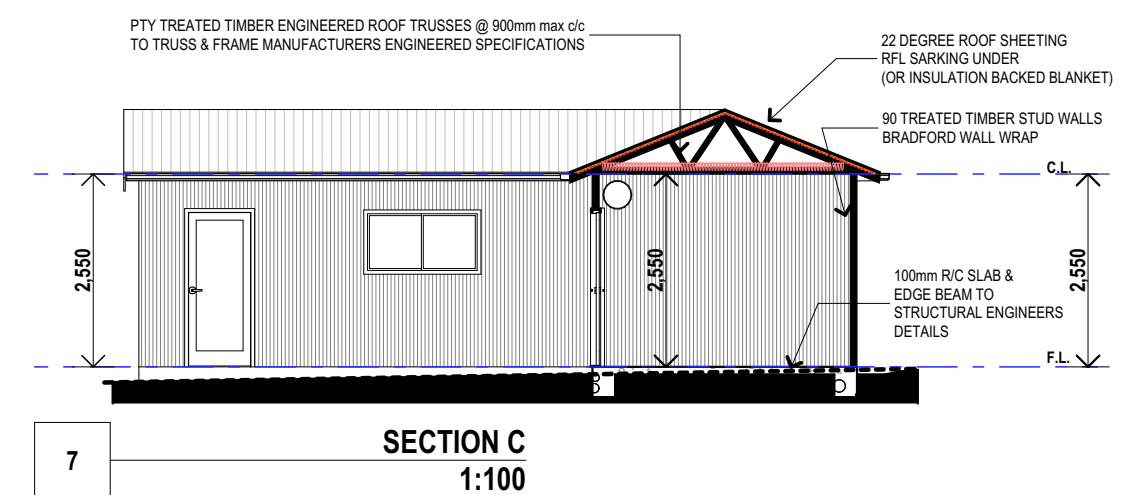 PTY TREATED TIMBER ENGINEERED ROOF TRUSSES @ 900mm max c/c
TO TRUSS & FRAME MANUFACTURERS ENGINEERED SPECIFICATIONS
22 DEGREE ROOF SHEETING
RFL SARKING UNDER
(OR INSULATION BACKED BLANKET)
90 TREATED TIMBER STUD WALLS
BRADFORD WALL WRAP
C.L.
2,550
2,550
2,550
100mm R/C SLAB &
EDGE BEAM TO
STRUCTURAL ENGINEERS
DETAILS
F.L.
7
SECTION C
1:100